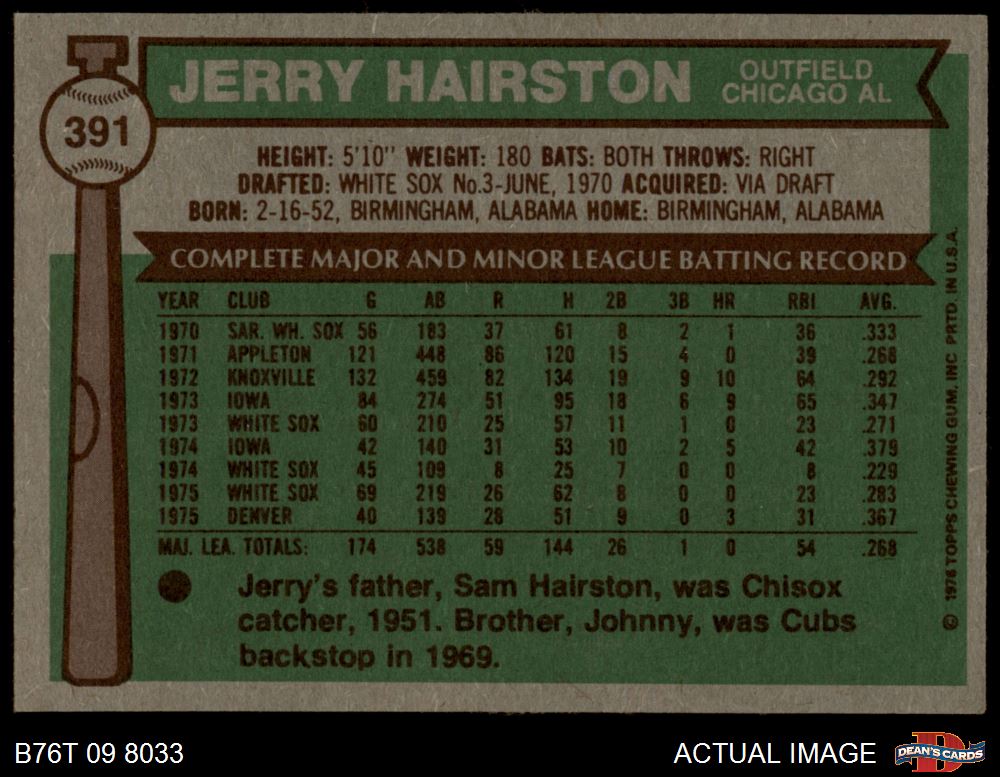 JERRY HAIRSTON
OUTFIELD
CHICAGO AL
391
HEIGHT: 5'10" WEIGHT: 180 BATS: BOTH THROWS: RIGHT
DRAFTED: WHITE SOX No.3-JUNE, 1970 ACQUIRED: VIA DRAFT
BORN: 2-16-52, BIRMINGHAM, ALABAMA HOME: BIRMINGHAM, ALABAMA
COMPLETE MAJOR AND MINOR LEAGUE BATTING RECORD
YEAR CLUB G AB R H 2B 3B HR RBI AVG.
1970 SAR. WH. SOX 56 183 37 61 8 2 1 36 .333
1971 APPLETON 121 448 86 120 15 4 0 39 .268
1972 KNOXVILLE 132 459 82 134 19 9 10 64 .292
1973 IOWA 84 274 51 95 18 6 9 65 .347
1973 WHITE SOX 60 210 25 57 11 1 0 23 .271
1974 IOWA 42 140 31 53 10 2 5 42 .379
1974 WHITE SOX 45 109 8 25 7 0 0 8 .229
1975 WHITE SOX 69 219 26 62 8 0 0 23 .283
1975 DENVER 40 139 28 51 9 0 3 31 .367
MAJ. LEA. TOTALS: 174 538 59 144 26 1 0 54 .268
Jerry's father, Sam Hairston, was Chisox
catcher, 1951. Brother, Johnny, was Cubs
backstop in 1969.
© 1976 TOPPS CHEWING GUM, INC PRTD. IN U.S.A.
B76T 09 8033
ACTUAL IMAGE
D
DEAN'S CARDS